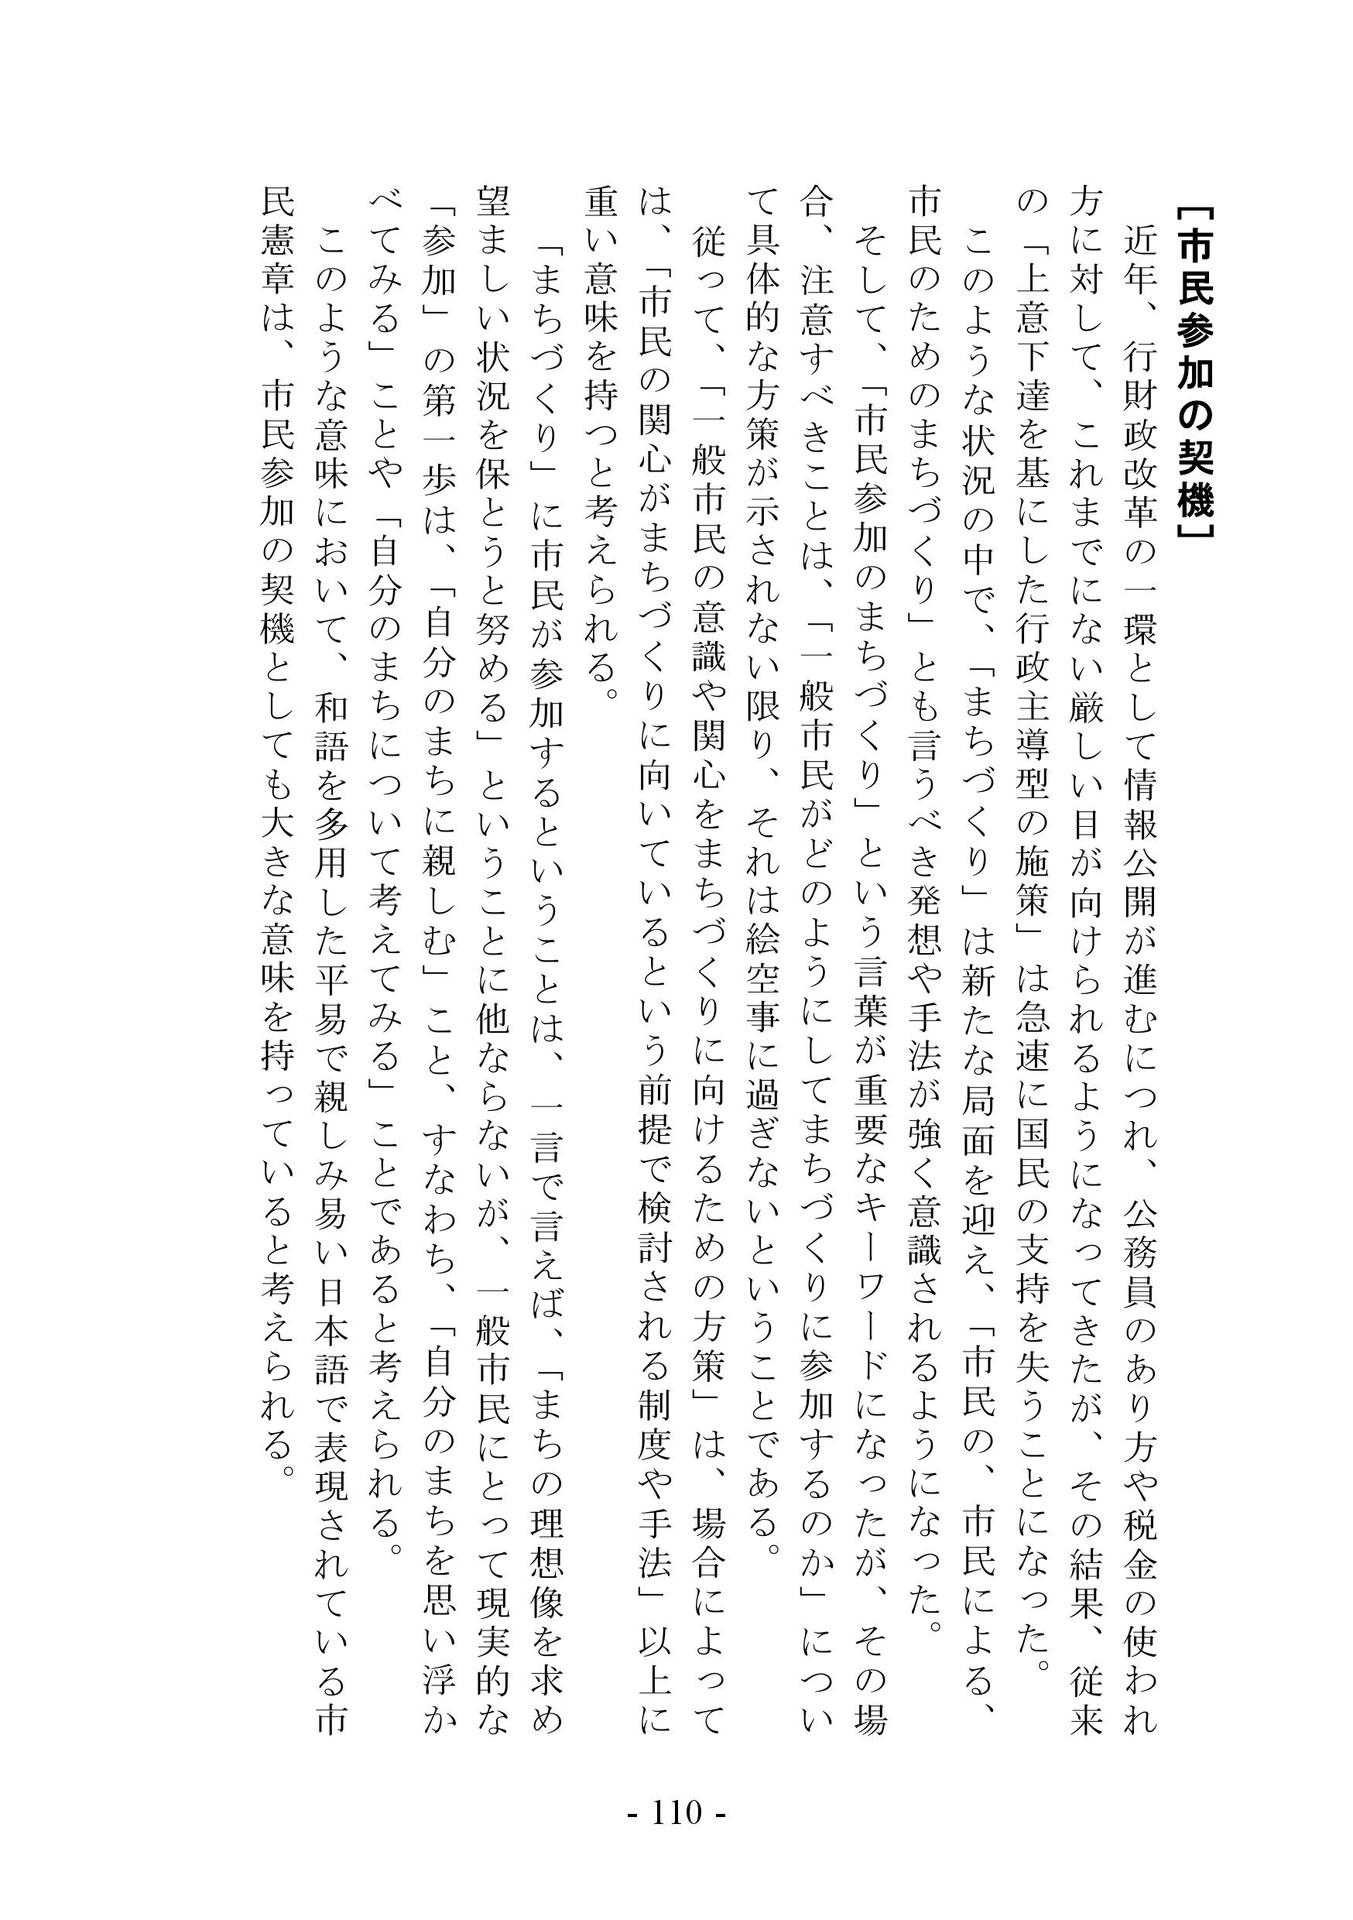 ［市民参加の契機］
　近年、行財政改革の一環として情報公開が進むにつれ、公務員のあり方や税金の使われ
方に対して、これまでにない厳しい目が向けられるようになってきたが、その結果、従来
の「上意下達を基にした行政主導型の施策」は急速に国民の支持を失うことになった。
　このような状況の中で、「まちづくり」は新たな局面を迎え、「市民の、市民による、
市民のためのまちづくり」とも言うべき発想や手法が強く意識されるようになった。
　そして、「市民参加のまちづくり」という言葉が重要なキーワードになったが、その場
合、注意すべきことは、「一般市民がどのようにしてまちづくりに参加するのか」につい
て具体的な方策が示されない限り、それは絵空事に過ぎないということである。
　従って、「一般市民の意識や関心をまちづくりに向けるための方策」は、場合によって
は、「市民の関心がまちづくりに向いているという前提で検討される制度や手法」以上に
重い意味を持つと考えられる。
　「まちづくり」に市民が参加するということは、一言で言えば、「まちの理想像を求め
望ましい状況を保とうと努める」ということに他ならないが、一般市民にとって現実的な
「参加」の第一歩は、「自分のまちに親しむ」こと、すなわち、「自分のまちを思い浮か
べてみる」ことや「自分のまちについて考えてみる」ことであると考えられる。
　このような意味において、和語を多用した平易で親しみ易い日本語で表現されている市
民憲章は、市民参加の契機としても大きな意味を持っていると考えられる。
- 110 -